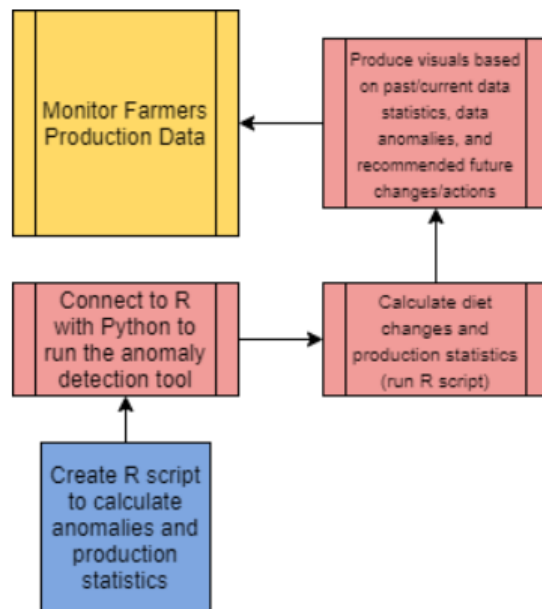 Monitor Farmers
Production Data
Produce visuals based
on past/current data
statistics, data
anomalies, and
recommended future
changes/actions
Connect to R
with Python to
run the anomaly
detection tool
Calculate diet
changes and
production statistics
(run R script)
Create R script
to calculate
anomalies and
production
statistics